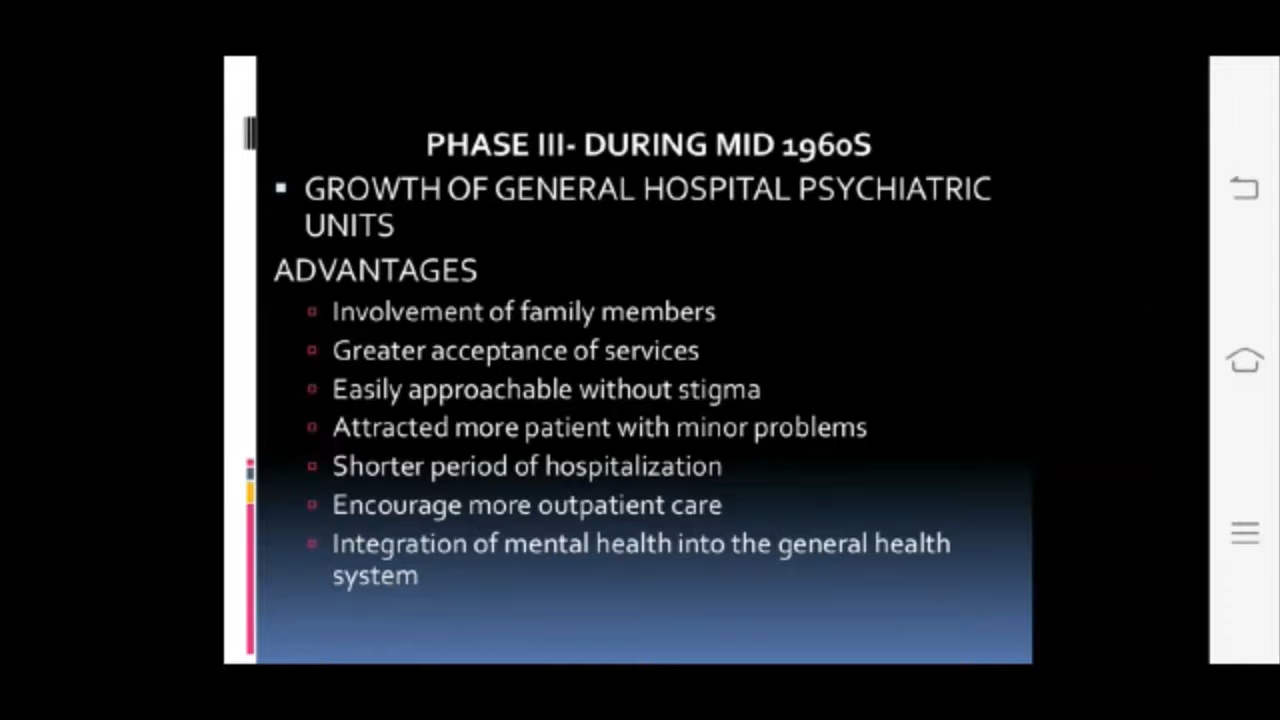 PHASE III- DURING MID 1960S
▪ GROWTH OF GENERAL HOSPITAL PSYCHIATRIC
UNITS
ADVANTAGES
▫ Involvement of family members
▫ Greater acceptance of services
▫ Easily approachable without stigma
▫ Attracted more patient with minor problems
▫ Shorter period of hospitalization
▫ Encourage more outpatient care
▫ Integration of mental health into the general health
system